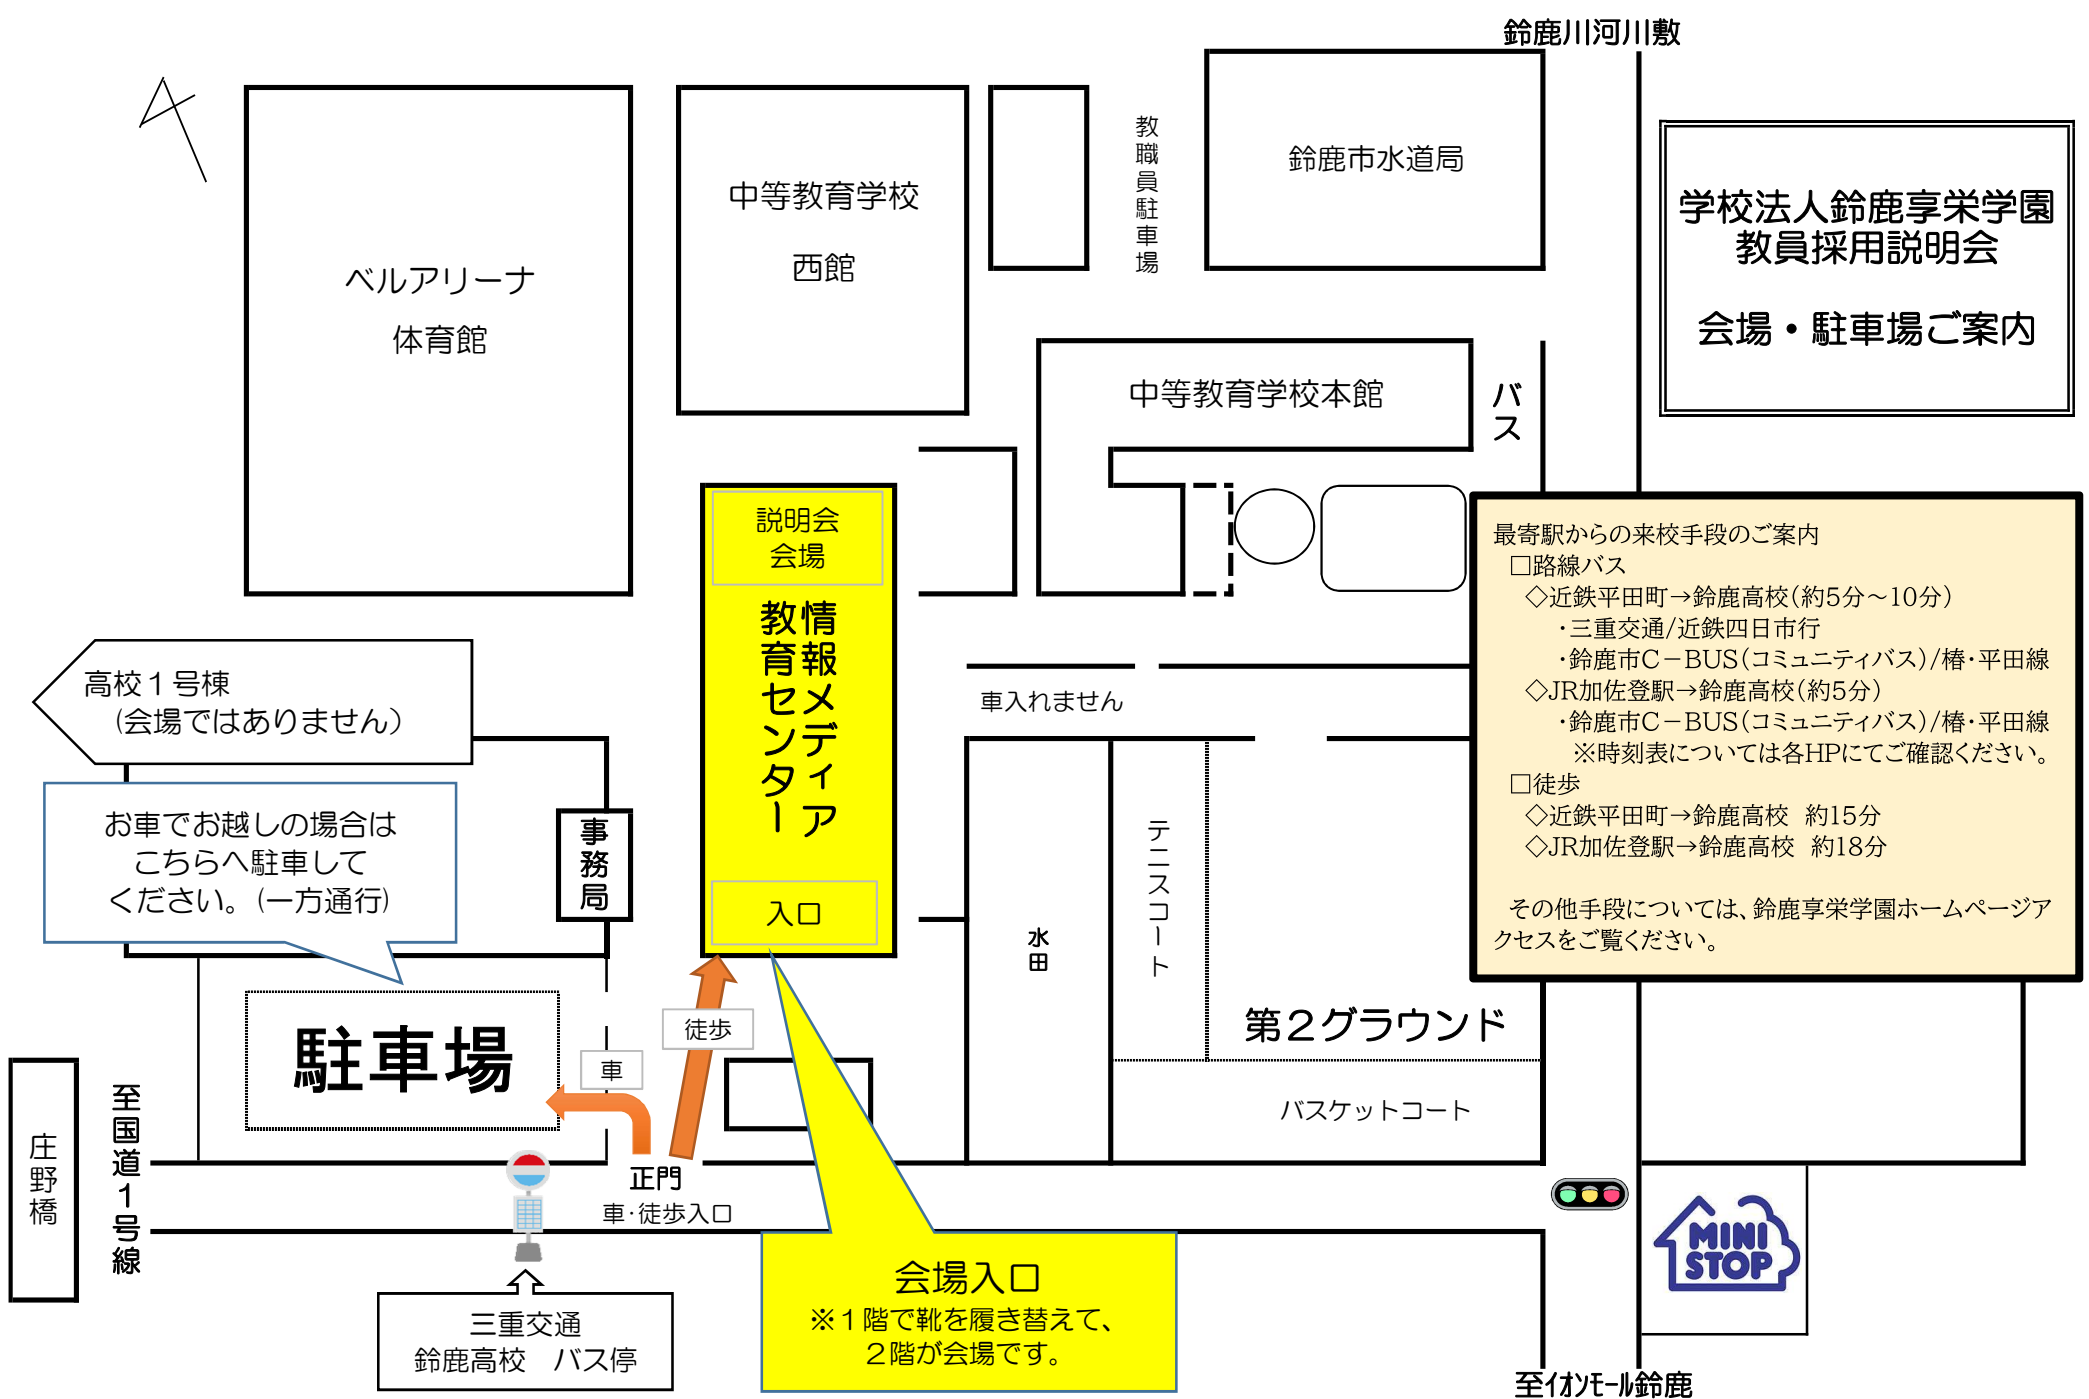 鈴鹿川河川敷
学校法人鈴鹿享栄学園
教員採用説明会
会場・駐車場ご案内
ベルアリーナ
体育館
中等教育学校
西館
教職員駐車場
鈴鹿市水道局
中等教育学校本館
バス
説明会
会場
情報メディア
教育センター
入口
最寄駅からの来校手段のご案内
□路線バス
◇近鉄平田町→鈴鹿高校(約5分～10分)
・三重交通/近鉄四日市行
・鈴鹿市C－BUS(コミュニティバス)/椿・平田線
◇JR加佐登駅→鈴鹿高校(約5分)
・鈴鹿市C－BUS(コミュニティバス)/椿・平田線
※時刻表については各HPにてご確認ください。
□徒歩
◇近鉄平田町→鈴鹿高校 約15分
◇JR加佐登駅→鈴鹿高校 約18分
その他手段については、鈴鹿享栄学園ホームページア
クセスをご覧ください。
高校１号棟
(会場ではありません）
お車でお越しの場合は
こちらへ駐車して
ください。(一方通行)
事務局
車入れません
水田
テニスコート
第２グラウンド
バスケットコート
駐車場
車
徒歩
庄野橋
至国道１号線
正門
車・徒歩入口
三重交通
鈴鹿高校　バス停
会場入口
※１階で靴を履き替えて、
２階が会場です。
MINI
STOP
至イオンモール鈴鹿